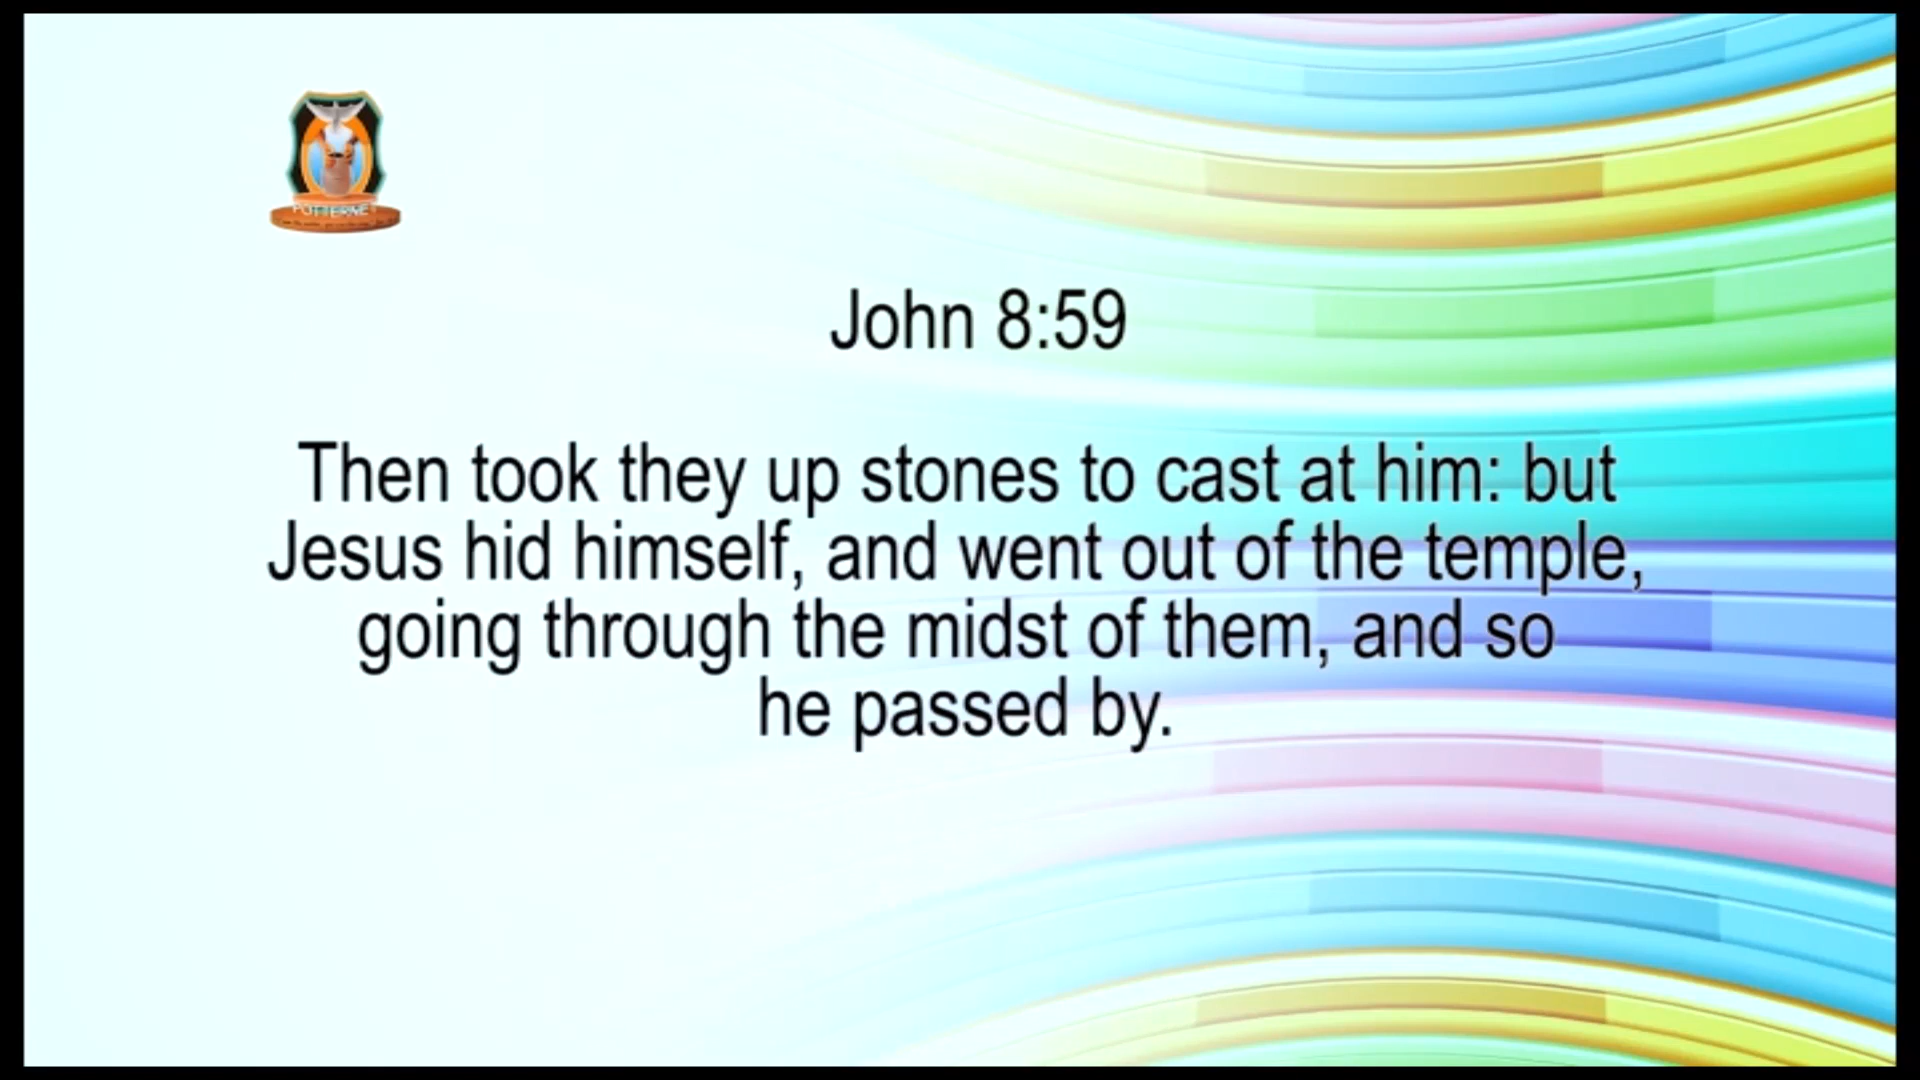 POTTERNET
John 8:59
Then took they up stones to cast at him: but
Jesus hid himself, and went out of the temple,
going through the midst of them, and so
he passed by.